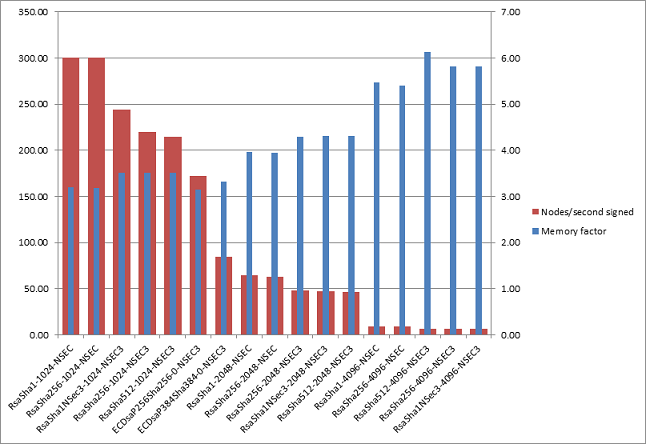 350.00
300.00
250.00
200.00
150.00
100.00
50.00
0.00
7.00
6.00
5.00
4.00
3.00
2.00
1.00
0.00
Nodes/second signed
Memory factor
RsaSha1-1024-NSEC
RsaSha256-1024-NSEC
RsaSha1NSec3-1024-NSEC3
RsaSha256-1024-NSEC3
RsaSha512-1024-NSEC3
ECDsaP256Sha256-0-NSEC3
ECDsaP384Sha384-0-NSEC3
RsaSha1-2048-NSEC
RsaSha256-2048-NSEC
RsaSha256-2048-NSEC3
RsaSha1NSec3-2048-NSEC3
RsaSha512-2048-NSEC3
RsaSha1-4096-NSEC
RsaSha256-4096-NSEC
RsaSha512-4096-NSEC3
RsaSha256-4096-NSEC3
RsaSha1NSec3-4096-NSEC3